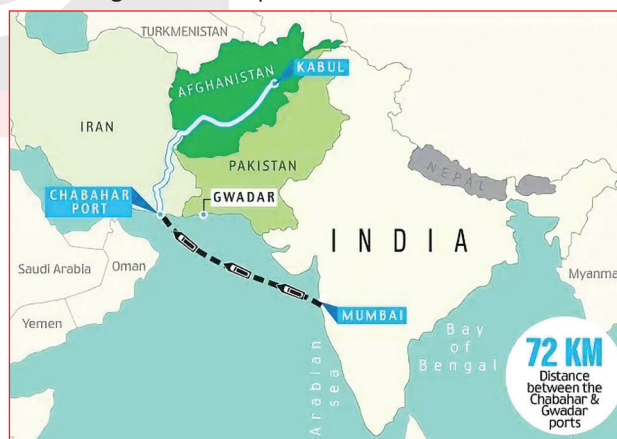 TURKMENISTAN
AFGHANISTAN
KABUL
IRAN
PAKISTAN
CHABAHAR
PORT
GWADAR
NEPAL
INDIA
Saudi Arabia
Oman
Myanma
Yemen
MUMBAI
Arabian
sea
Bay
of
Bengal
72 KM
Distance
between the
Chabahar &
Gwadar
ports